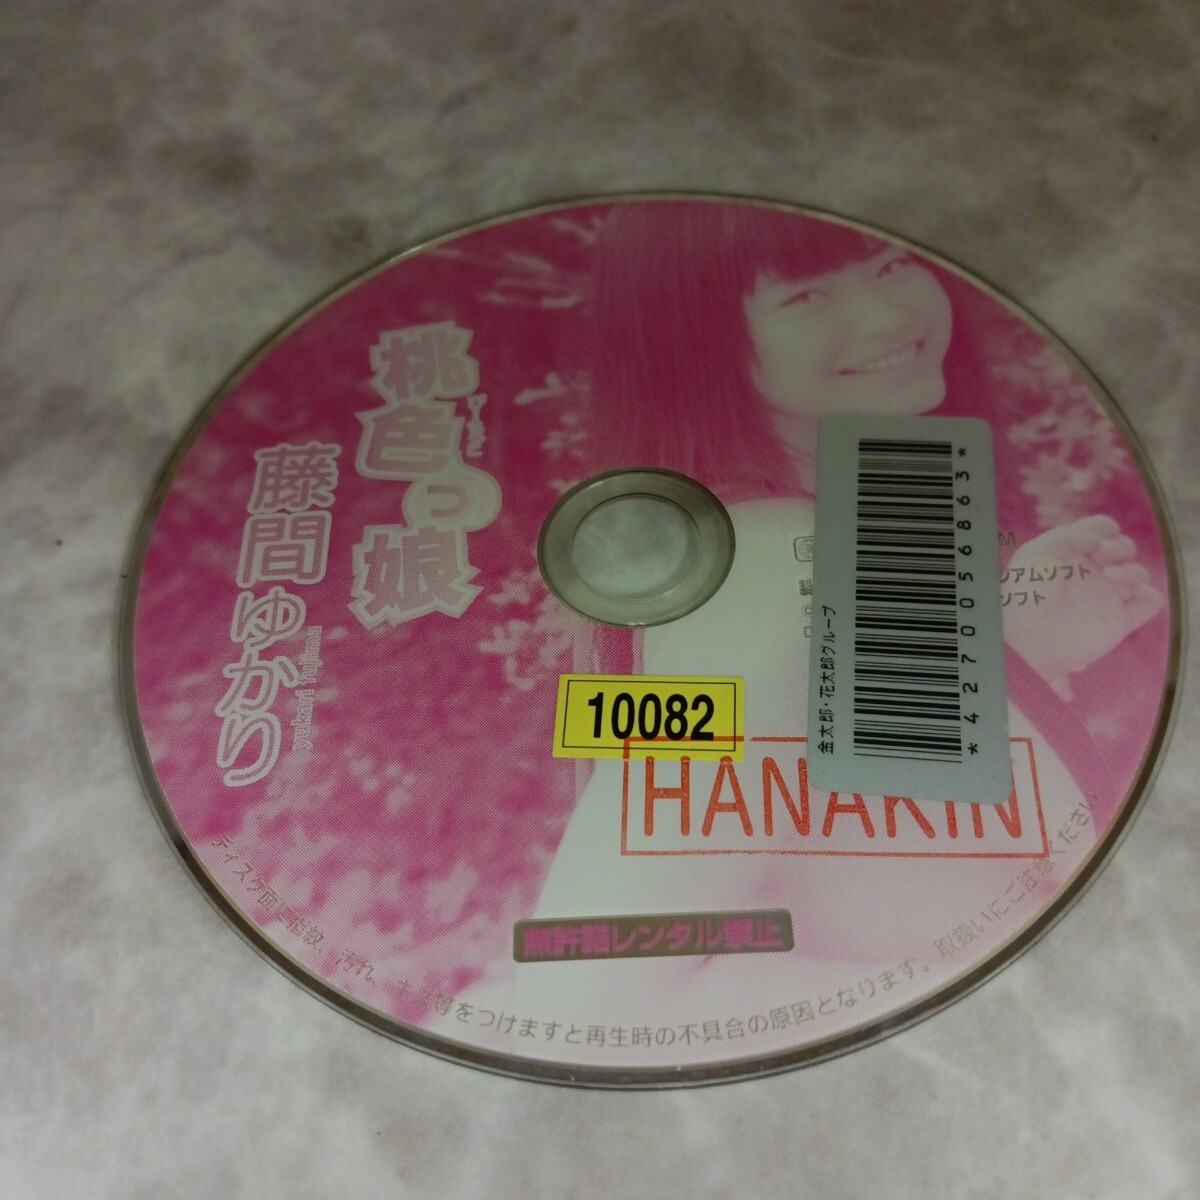 桃色っ娘
ぴーちっこ
藤間ゆかり
yukari fujima
M
アムソフト
ソフト
金太郎・花太郎グループ
*42700568​63*
10082
HANAKIN
無許諾レンタル禁止
ディスク面に指紋、汚れ、キズ等をつけますと再生時の不具合の原因となります。取扱いにご注意ください